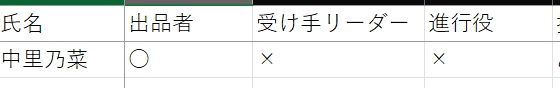 氏名 出品者 受け手リーダー 進行役
中里乃菜 〇 × ×